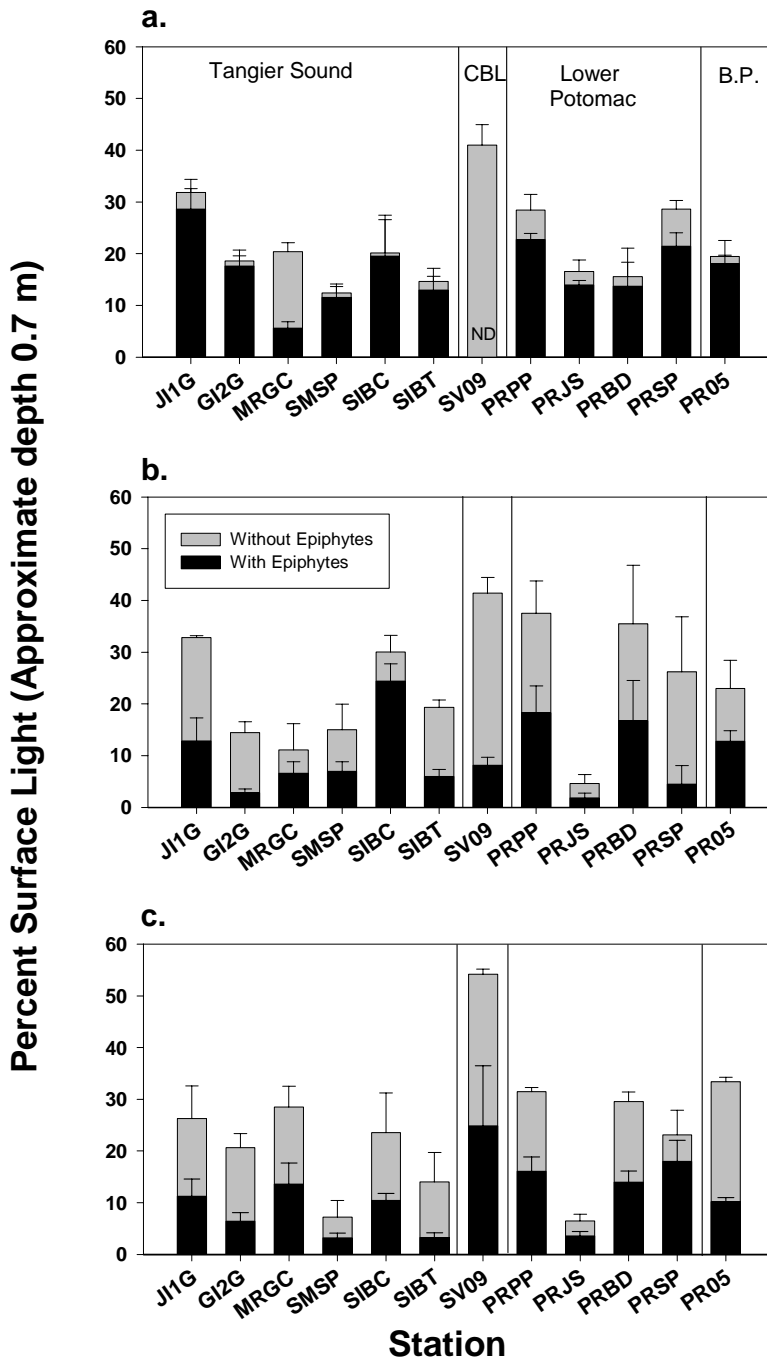 Percent Surface Light (Approximate depth 0.7 m)
a.
60
50
40
30
20
10
0
Tangier Sound
CBL
Lower
Potomac
B.P.
ND
JI1G
GI2G
MRGC
SMSP
SIBC
SIBT
SV09
PRPP
PRJS
PRBD
PRSP
PR05
b.
60
50
40
30
20
10
0
Without Epiphytes
With Epiphytes
JI1G
GI2G
MRGC
SMSP
SIBC
SIBT
SV09
PRPP
PRJS
PRBD
PRSP
PR05
c.
60
50
40
30
20
10
0
JI1G
GI2G
MRGC
SMSP
SIBC
SIBT
SV09
PRPP
PRJS
PRBD
PRSP
PR05
Station